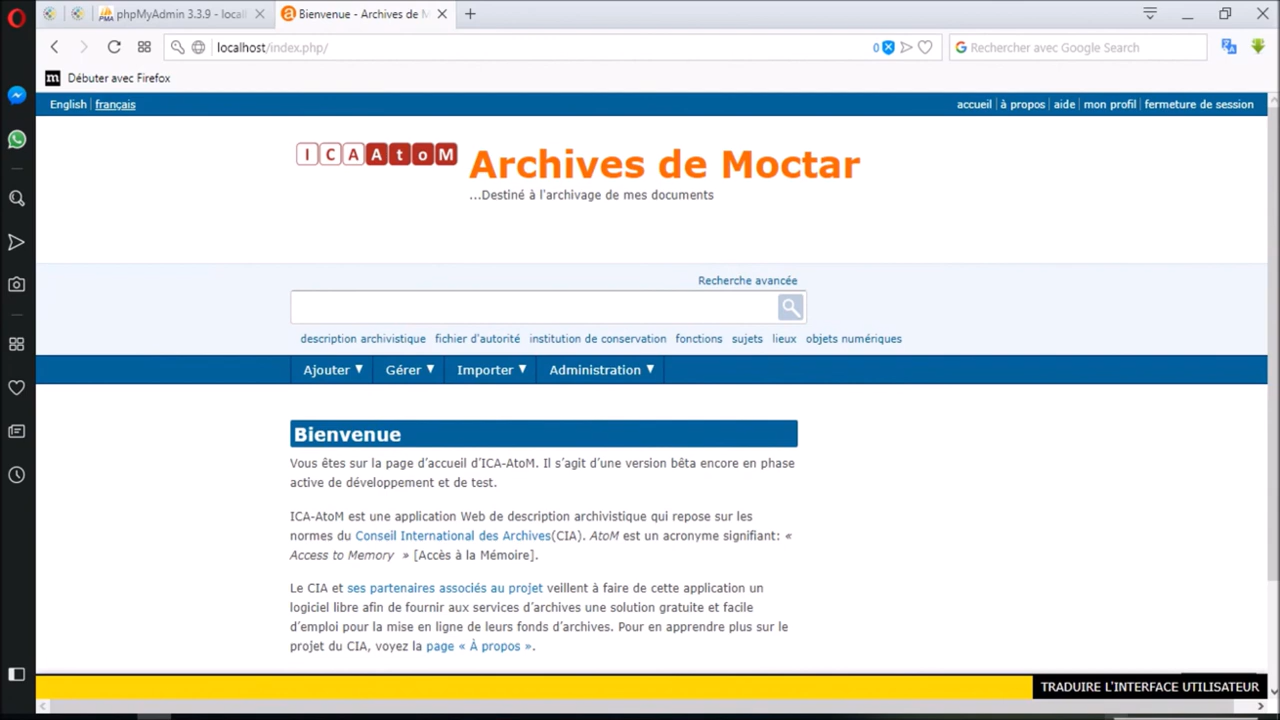 phpMyAdmin 3.3.9 - local
Bienvenue - Archives de M
localhost/index.php/
0
Rechercher avec Google Search
m Débuter avec Firefox
English français
accueil à propos aide mon profil fermeture de session
I C A A t o M
Archives de Moctar
...Destiné à l'archivage de mes documents
Recherche avancée
description archivistique fichier d'autorité institution de conservation fonctions sujets lieux objets numériques
Ajouter Gérer Importer Administration
Bienvenue
Vous êtes sur la page d’accueil d’ICA-AtoM. Il s’agit d’une version bêta encore en phase
active de développement et de test.
ICA-AtoM est une application Web de description archivistique qui repose sur les
normes du Conseil International des Archives(CIA). AtoM est un acronyme signifiant: «
Access to Memory » [Accès à la Mémoire].
Le CIA et ses partenaires associés au projet veillent à faire de cette application un
logiciel libre afin de fournir aux services d’archives une solution gratuite et facile
d’emploi pour la mise en ligne de leurs fonds d’archives. Pour en apprendre plus sur le
projet du CIA, voyez la page « À propos ».
TRADUIRE L'INTERFACE UTILISATEUR